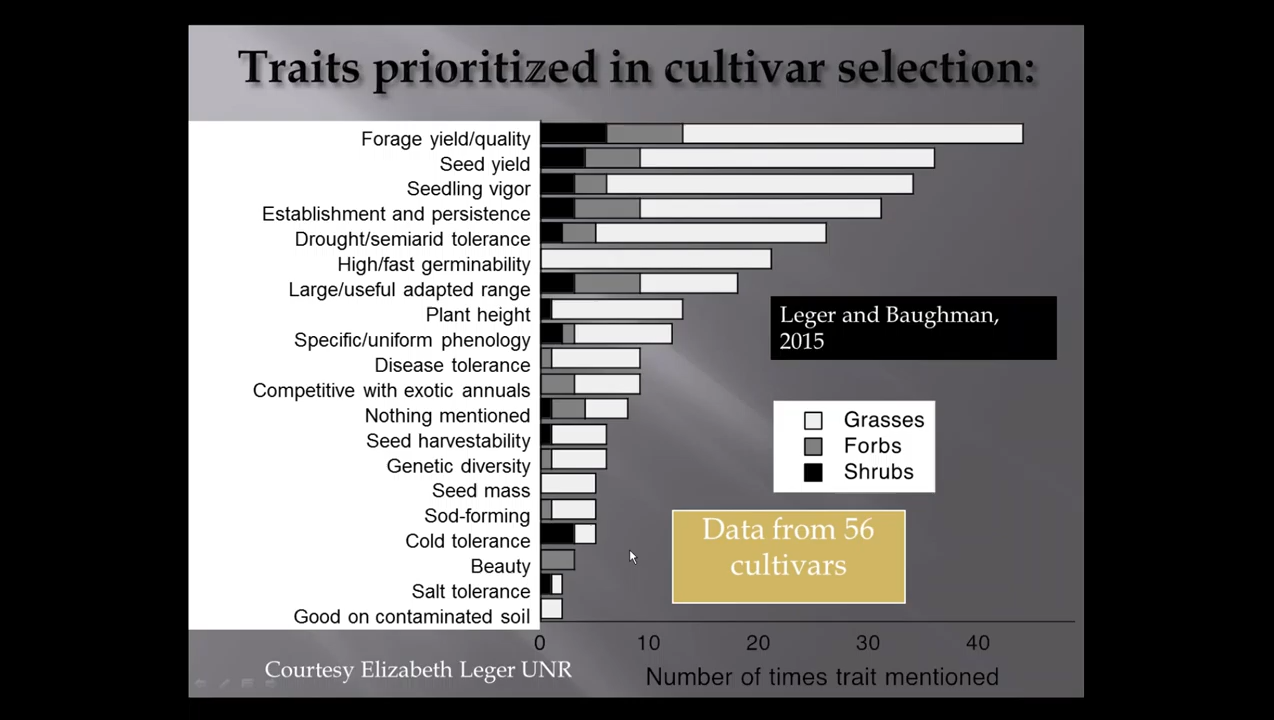 Traits prioritized in cultivar selection:
Forage yield/quality
Seed yield
Seedling vigor
Establishment and persistence
Drought/semiarid tolerance
High/fast germinability
Large/useful adapted range
Plant height
Specific/uniform phenology
Disease tolerance
Competitive with exotic annuals
Nothing mentioned
Seed harvestability
Genetic diversity
Seed mass
Sod-forming
Cold tolerance
Beauty
Salt tolerance
Good on contaminated soil
Leger and Baughman,
2015
Grasses
Forbs
Shrubs
Data from 56
cultivars
0 10 20 30 40
Number of times trait mentioned
Courtesy Elizabeth Leger UNR